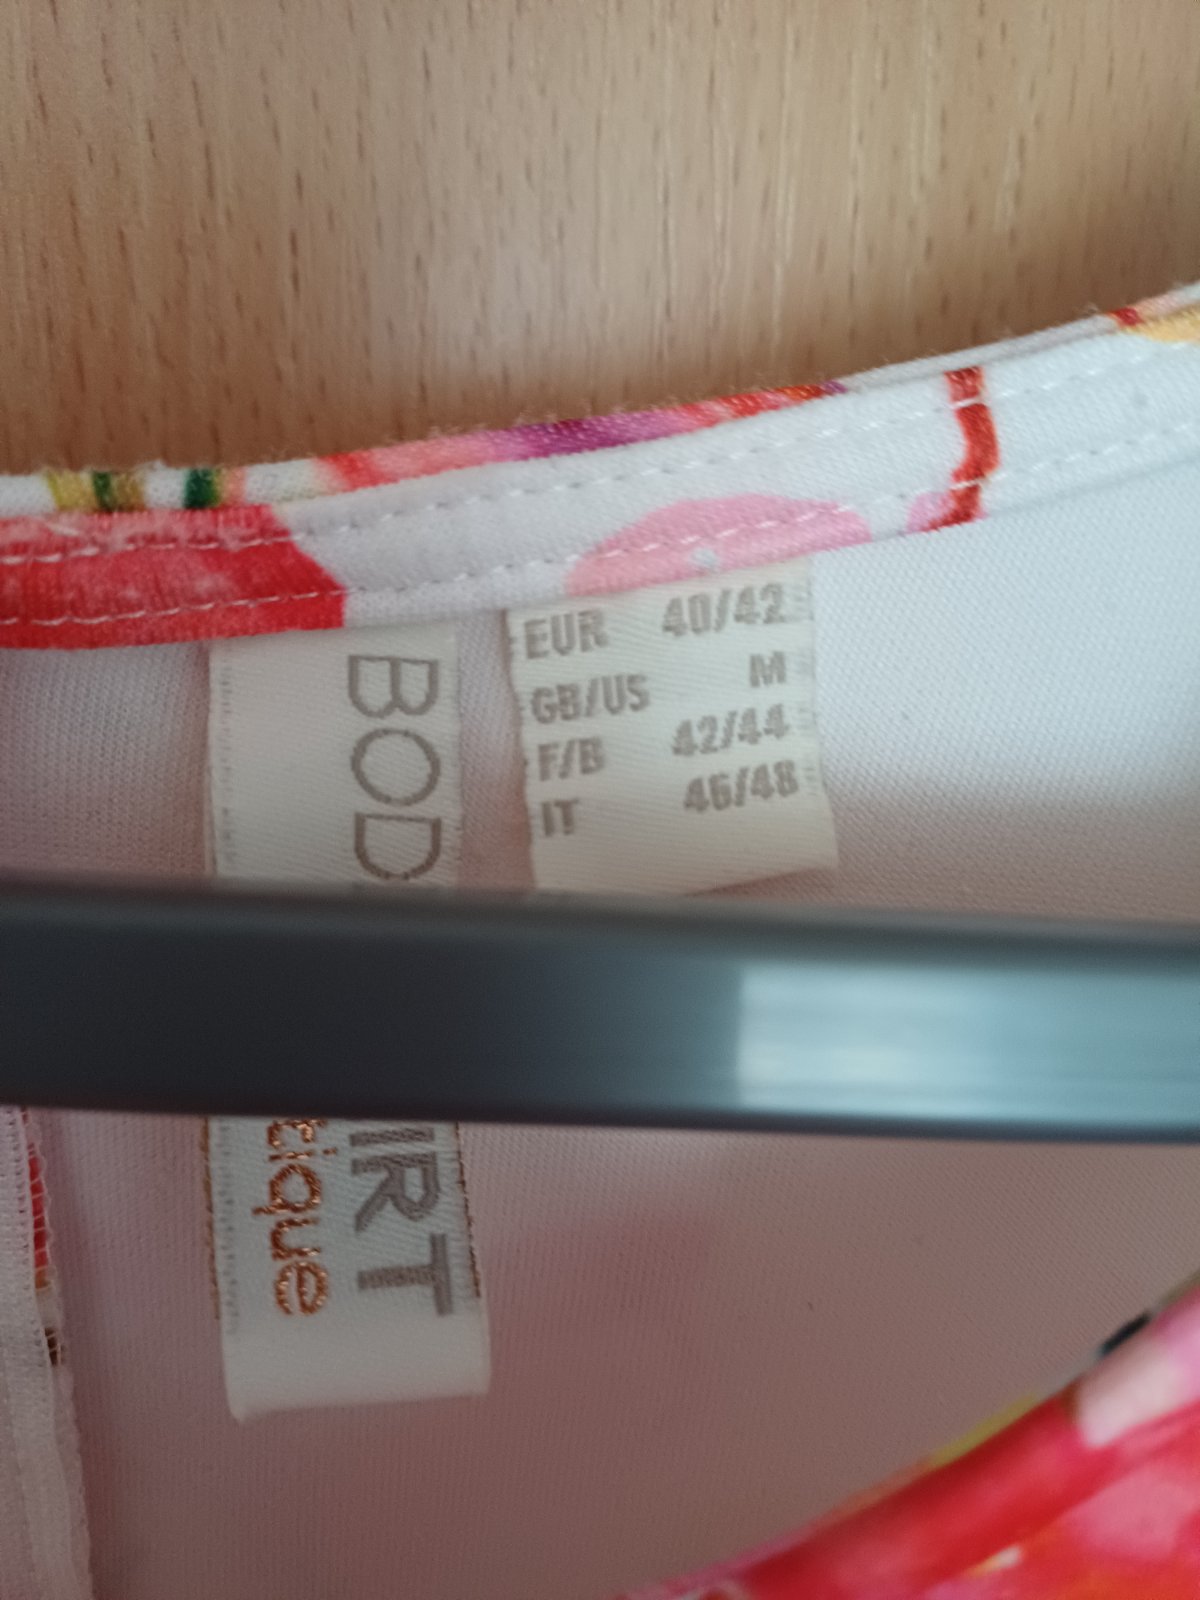 BOD
IRT
tique
EUR 40/42
GB/US M
F/B 42/44
IT 46/48